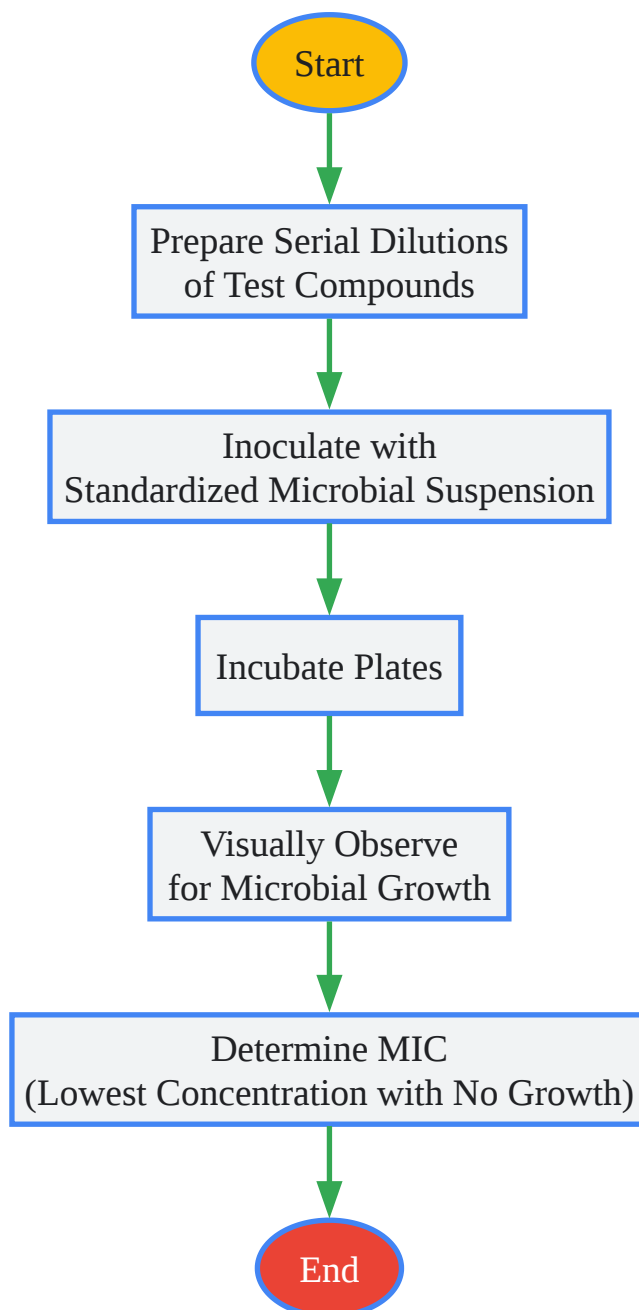 Start
Prepare Serial Dilutions
of Test Compounds
Inoculate with
Standardized Microbial Suspension
Incubate Plates
Visually Observe
for Microbial Growth
Determine MIC
(Lowest Concentration with No Growth)
End